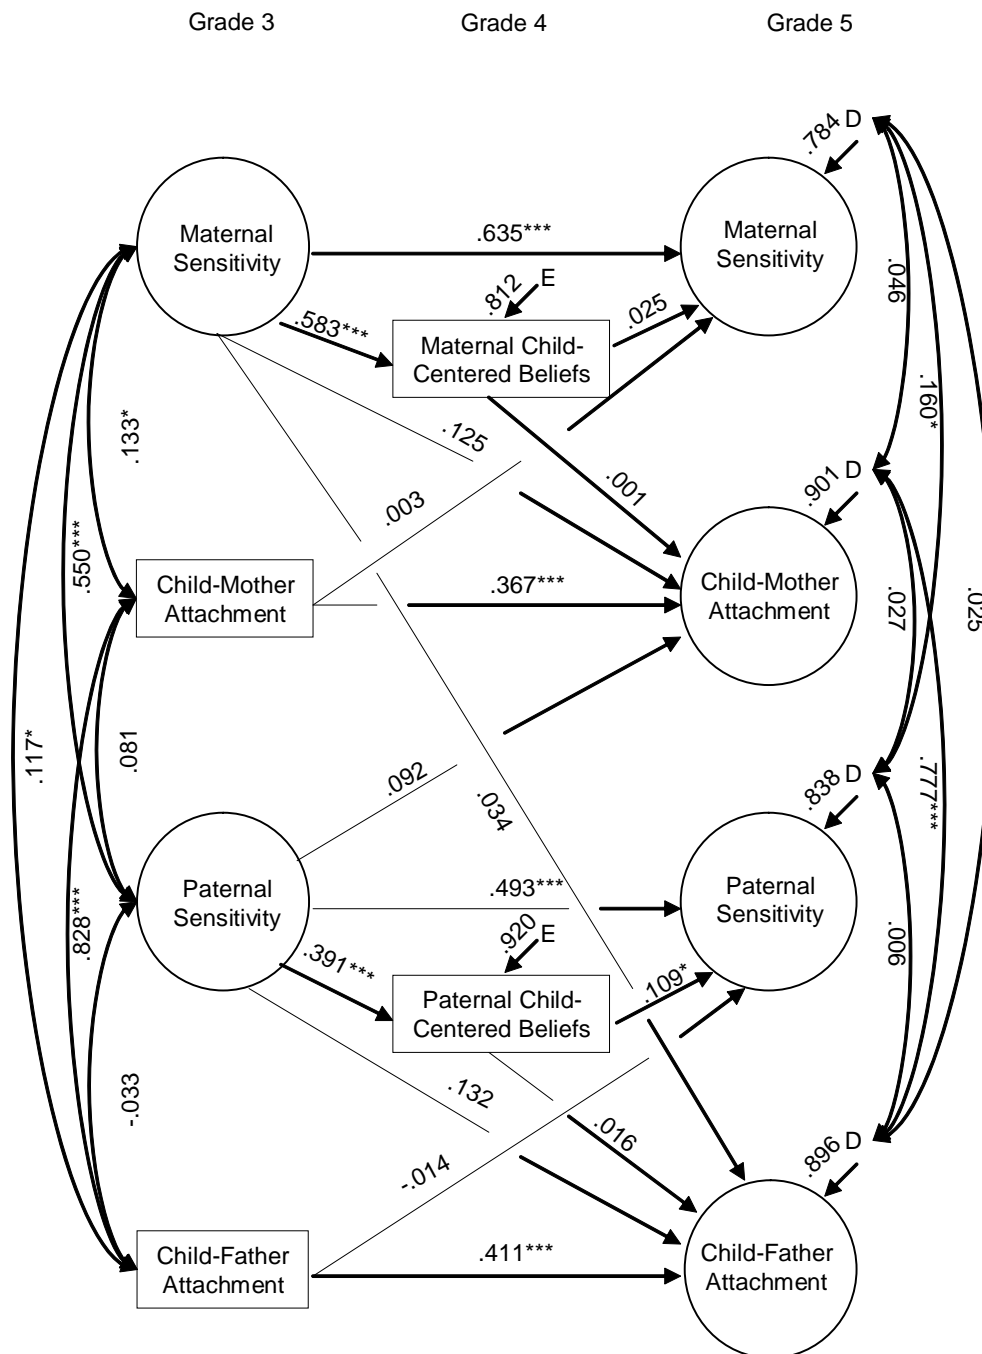 Grade 3
Grade 4
Grade 5
.784 D
Maternal
Sensitivity
.635***
Maternal
Sensitivity
.046
.812 E
.025
.583***
Maternal Child-
Centered Beliefs
.160*
.133*
.125
.001
.901 D
.003
.550***
Child-Mother
Attachment
.367***
Child-Mother
Attachment
.027
.025
.117*
.081
.092
.034
.838 D
.777***
.828***
Paternal
Sensitivity
.493***
Paternal
Sensitivity
.920 E
.006
.391***
.109*
Paternal Child-
Centered Beliefs
-.033
.132
.016
-.014
.896 D
Child-Father
Attachment
.411***
Child-Father
Attachment